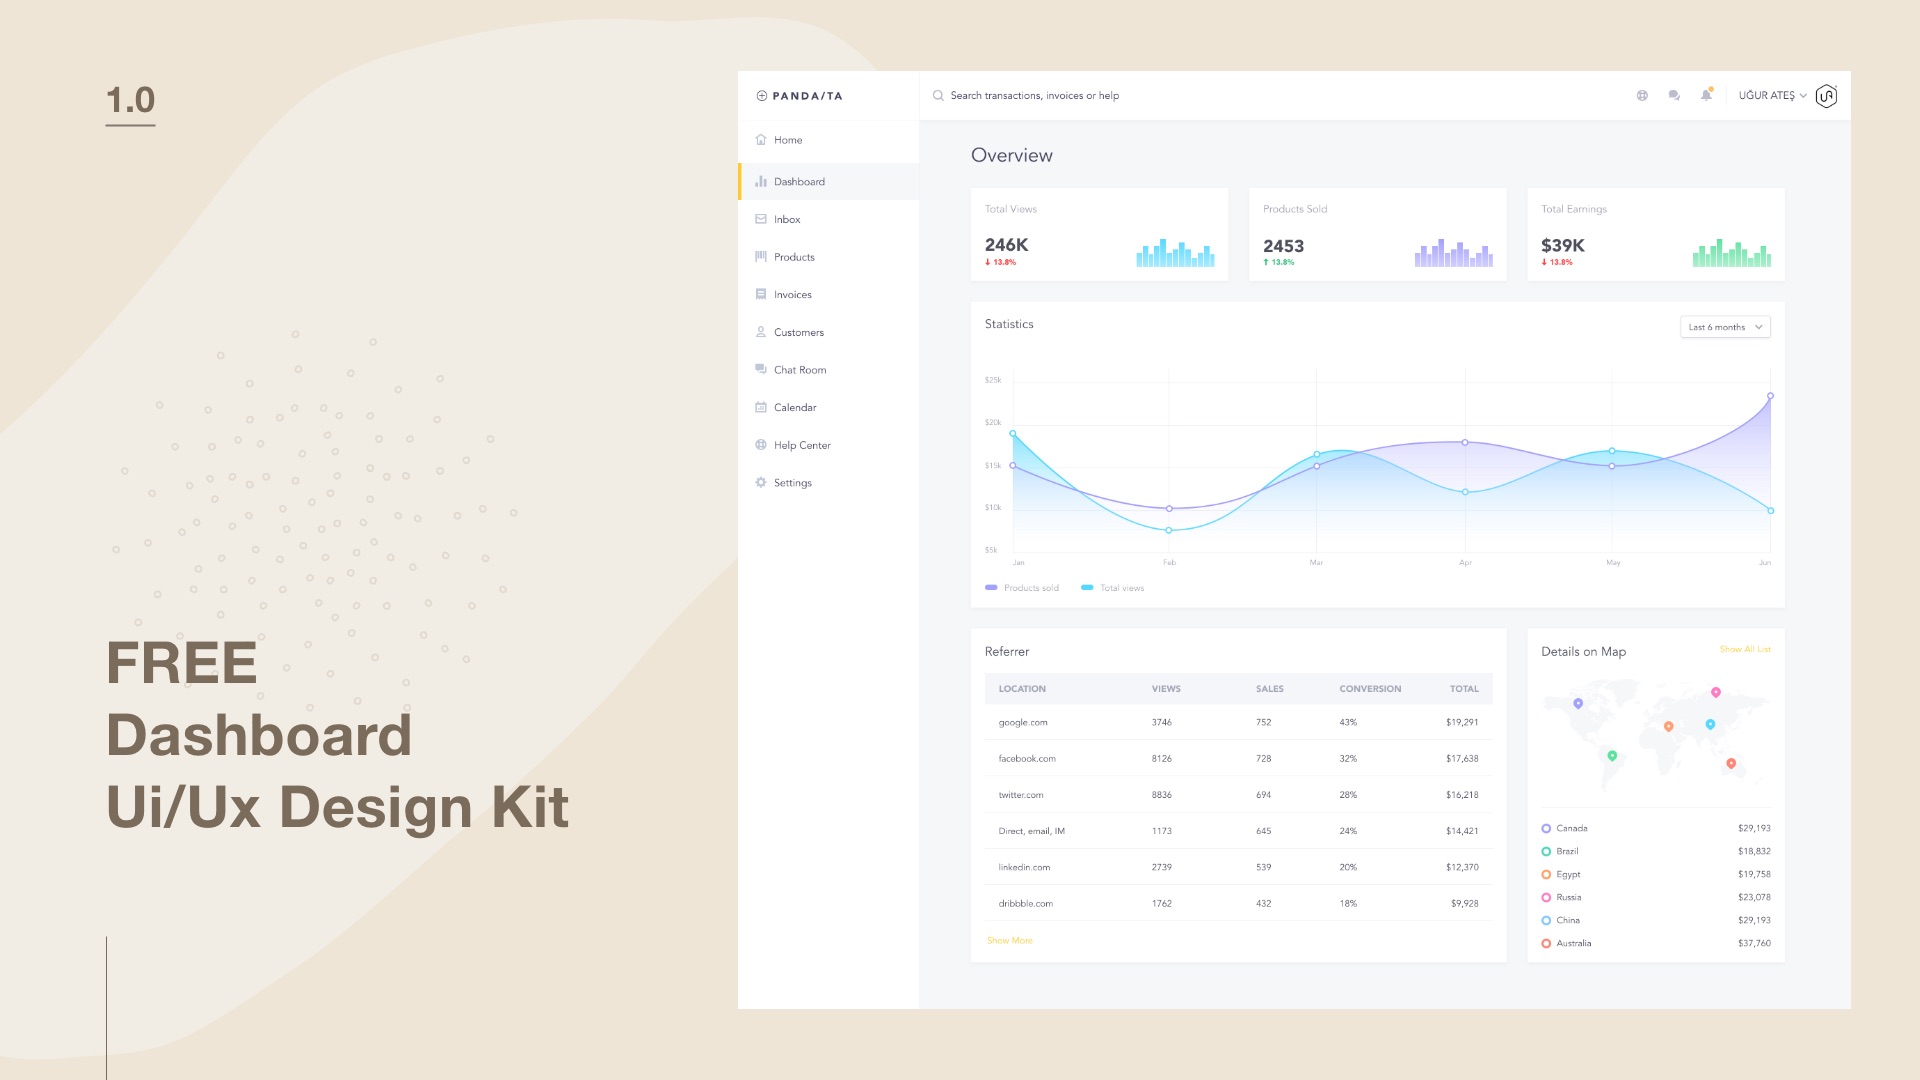 1.0
FREE
Dashboard
Ui/Ux Design Kit
PANDA/TA
Search transactions, invoices or help
UĞUR ATEŞ
Home
Dashboard
Inbox
Products
Invoices
Customers
Chat Room
Calendar
Help Center
Settings
Overview
Total Views
246K
↓ 13.8%
Products Sold
2453
↑ 13.8%
Total Earnings
$39K
↓ 13.8%
Statistics
Last 6 months
$25k
$20k
$15k
$10k
$5k
Jan Feb Mar Apr May Jun
Products sold Total views
Referrer
LOCATION VIEWS SALES CONVERSION TOTAL
google.com 3746 752 43% $19,291
facebook.com 8126 728 32% $17,638
twitter.com 8836 694 28% $16,218
Direct, email, IM 1173 645 24% $14,421
linkedin.com 2739 539 20% $12,370
dribbble.com 1762 432 18% $9,928
Show More
Details on Map
Show All List
Canada $29,193
Brazil $18,832
Egypt $19,758
Russia $23,078
China $29,193
Australia $37,760